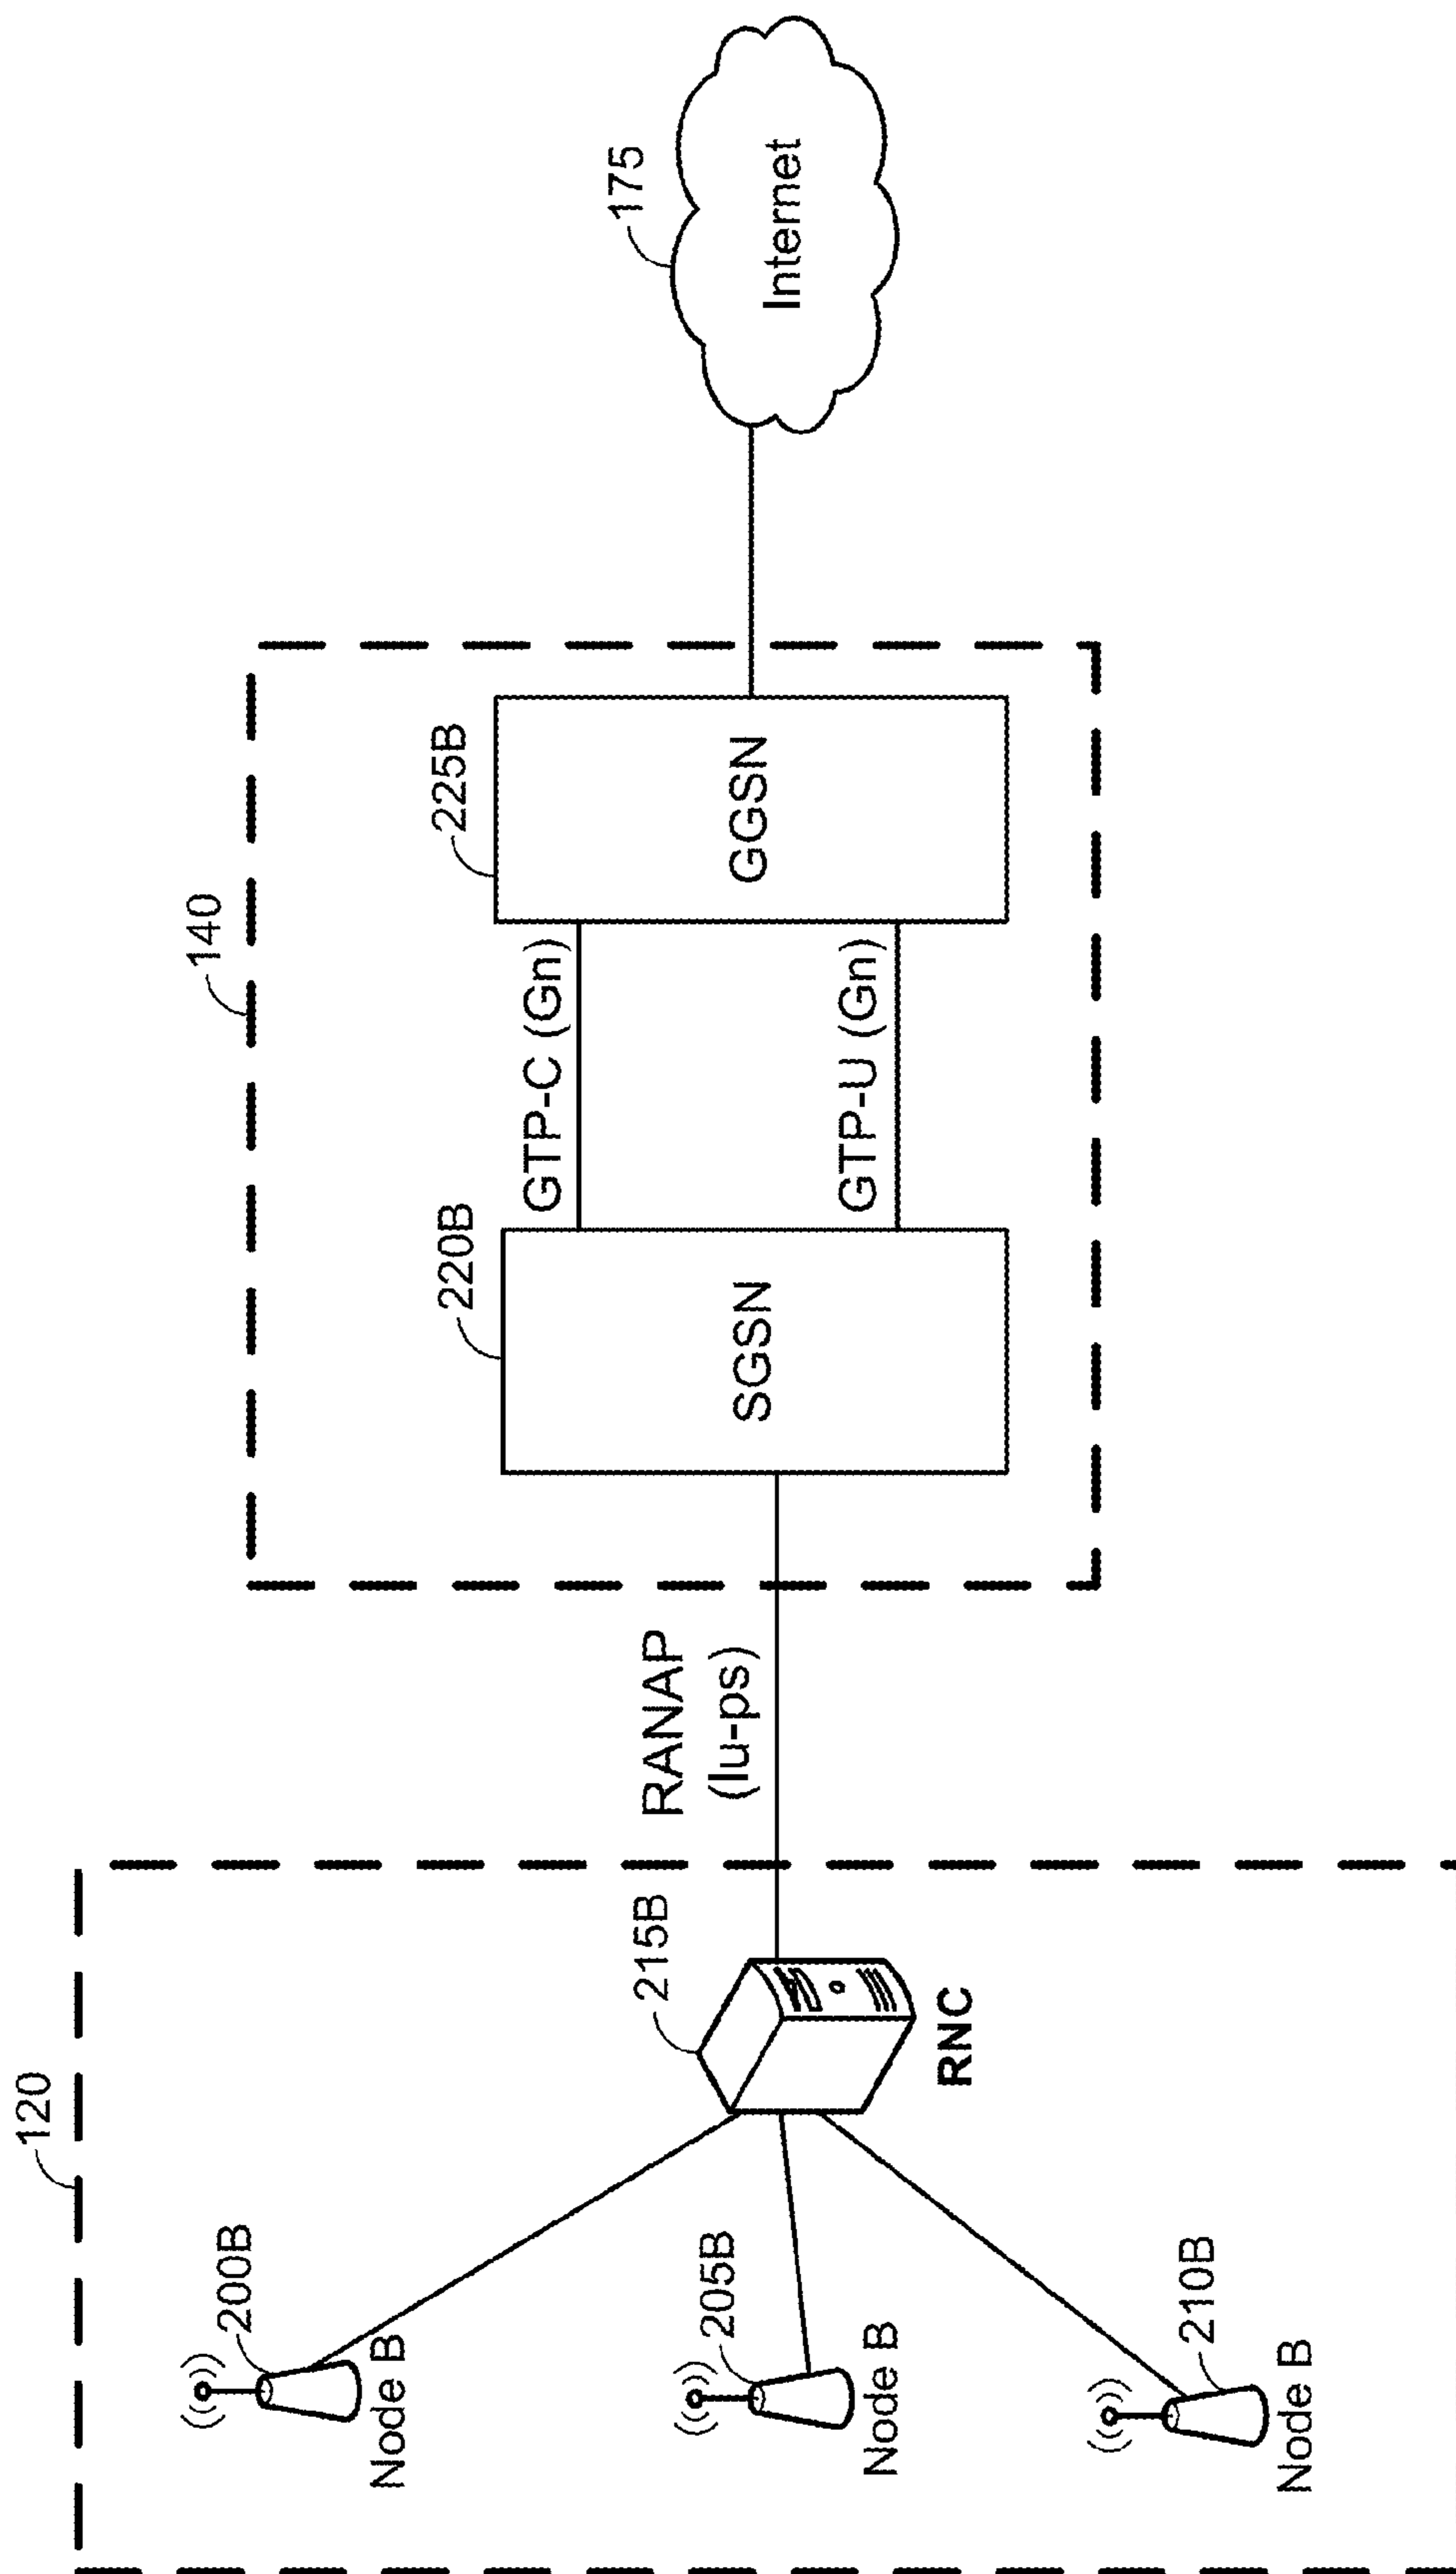 120
200B
Node B
205B
Node B
210B
Node B
215B
RNC
RANAP
(Iu-ps)
140
220B
SGSN
GTP-C (Gn)
GTP-U (Gn)
225B
GGSN
175
Internet